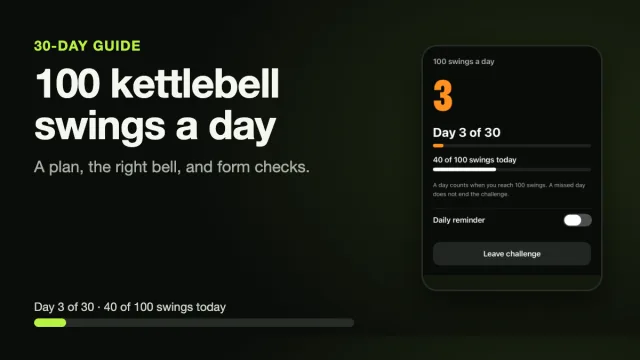 30-DAY GUIDE
100 kettlebell
swings a day
A plan, the right bell, and form checks.
Day 3 of 30 · 40 of 100 swings today
100 swings a day
3
Day 3 of 30
40 of 100 swings today
A day counts when you reach 100 swings. A missed day
does not end the challenge.
Daily reminder
Leave challenge